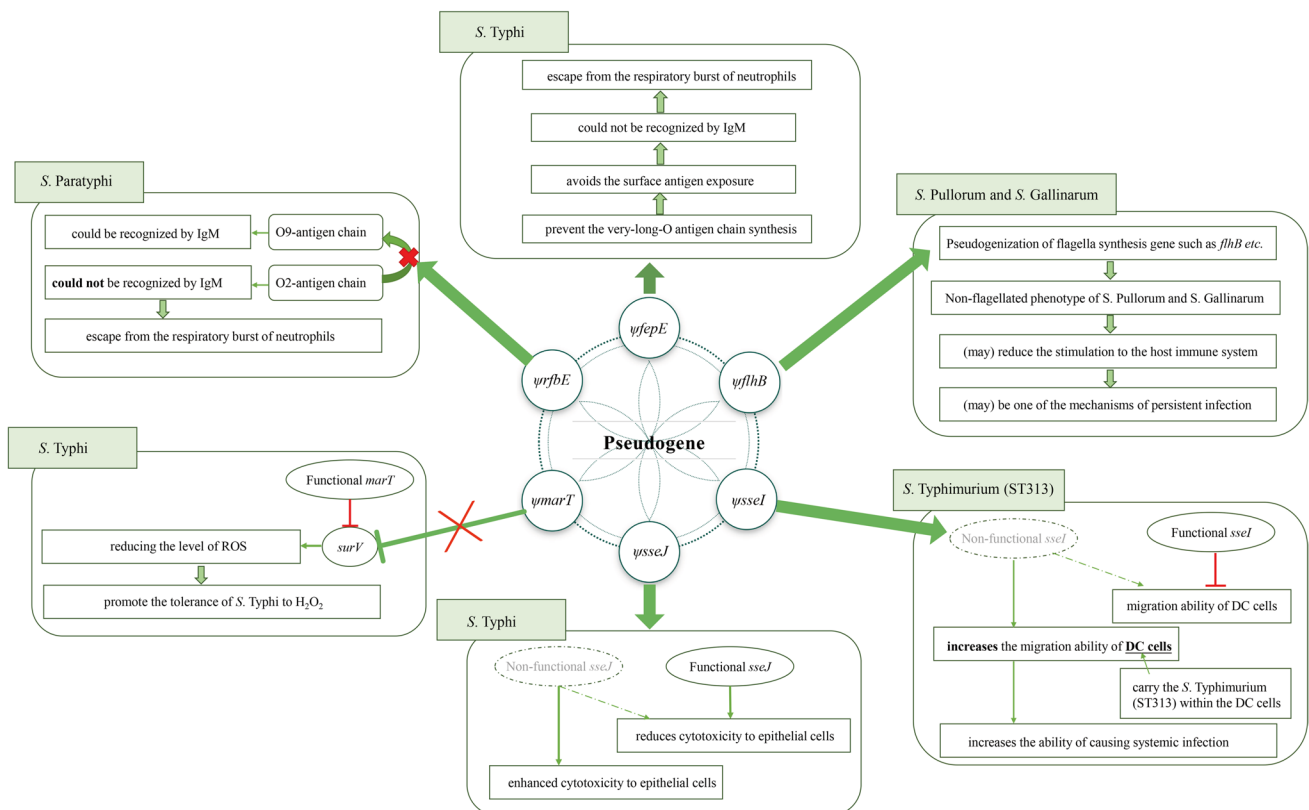 S. Typhi
escape from the respiratory burst of neutrophils
could not be recognized by IgM
avoids the surface antigen exposure
prevent the very-long-O antigen chain synthesis
S. Paratyphi
could be recognized by IgM
O9-antigen chain
could not be recognized by IgM
O2-antigen chain
escape from the respiratory burst of neutrophils
S. Pullorum and S. Gallinarum
Pseudogenization of flagella synthesis gene such as flhB etc.
Non-flagellated phenotype of S. Pullorum and S. Gallinarum
(may) reduce the stimulation to the host immune system
(may) be one of the mechanisms of persistent infection
ψfepE
ψrfbE
ψflhB
Pseudogene
ψmarT
ψsseI
ψsseJ
S. Typhi
Functional marT
reducing the level of ROS
surV
promote the tolerance of S. Typhi to H₂O₂
S. Typhi
Non-functional sseJ
Functional sseJ
reduces cytotoxicity to epithelial cells
enhanced cytotoxicity to epithelial cells
S. Typhimurium (ST313)
Non-functional sseI
Functional sseI
migration ability of DC cells
increases the migration ability of DC cells
carry the S. Typhimurium
(ST313) within the DC cells
increases the ability of causing systemic infection